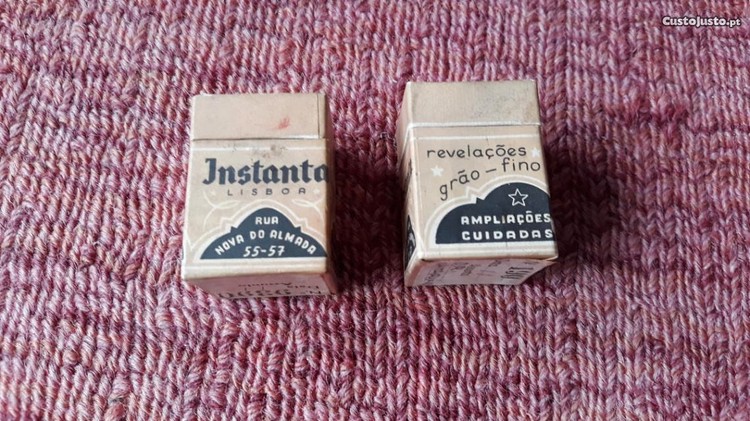 CustoJusto.pt
Instanta
LISBOA
RUA
NOVA DO ALMADA
55-57
revelações
grão-fino
AMPLIAÇÕES
CUIDADAS